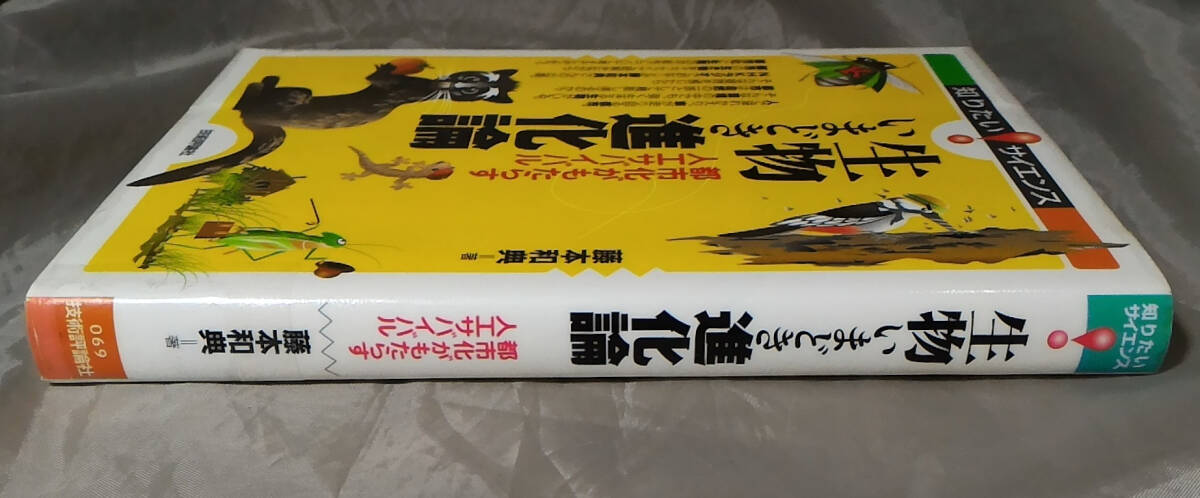 知りたい！サイエンス
生物
いまどきの
進化論
都市化がもたらす
人工サバイバル
藤本和典＝著
技術評論社
知りたい！
サイエンス
生物
いまどきの
進化論
都市化がもたらす
人工サバイバル
藤本和典＝著
069
技術評論社